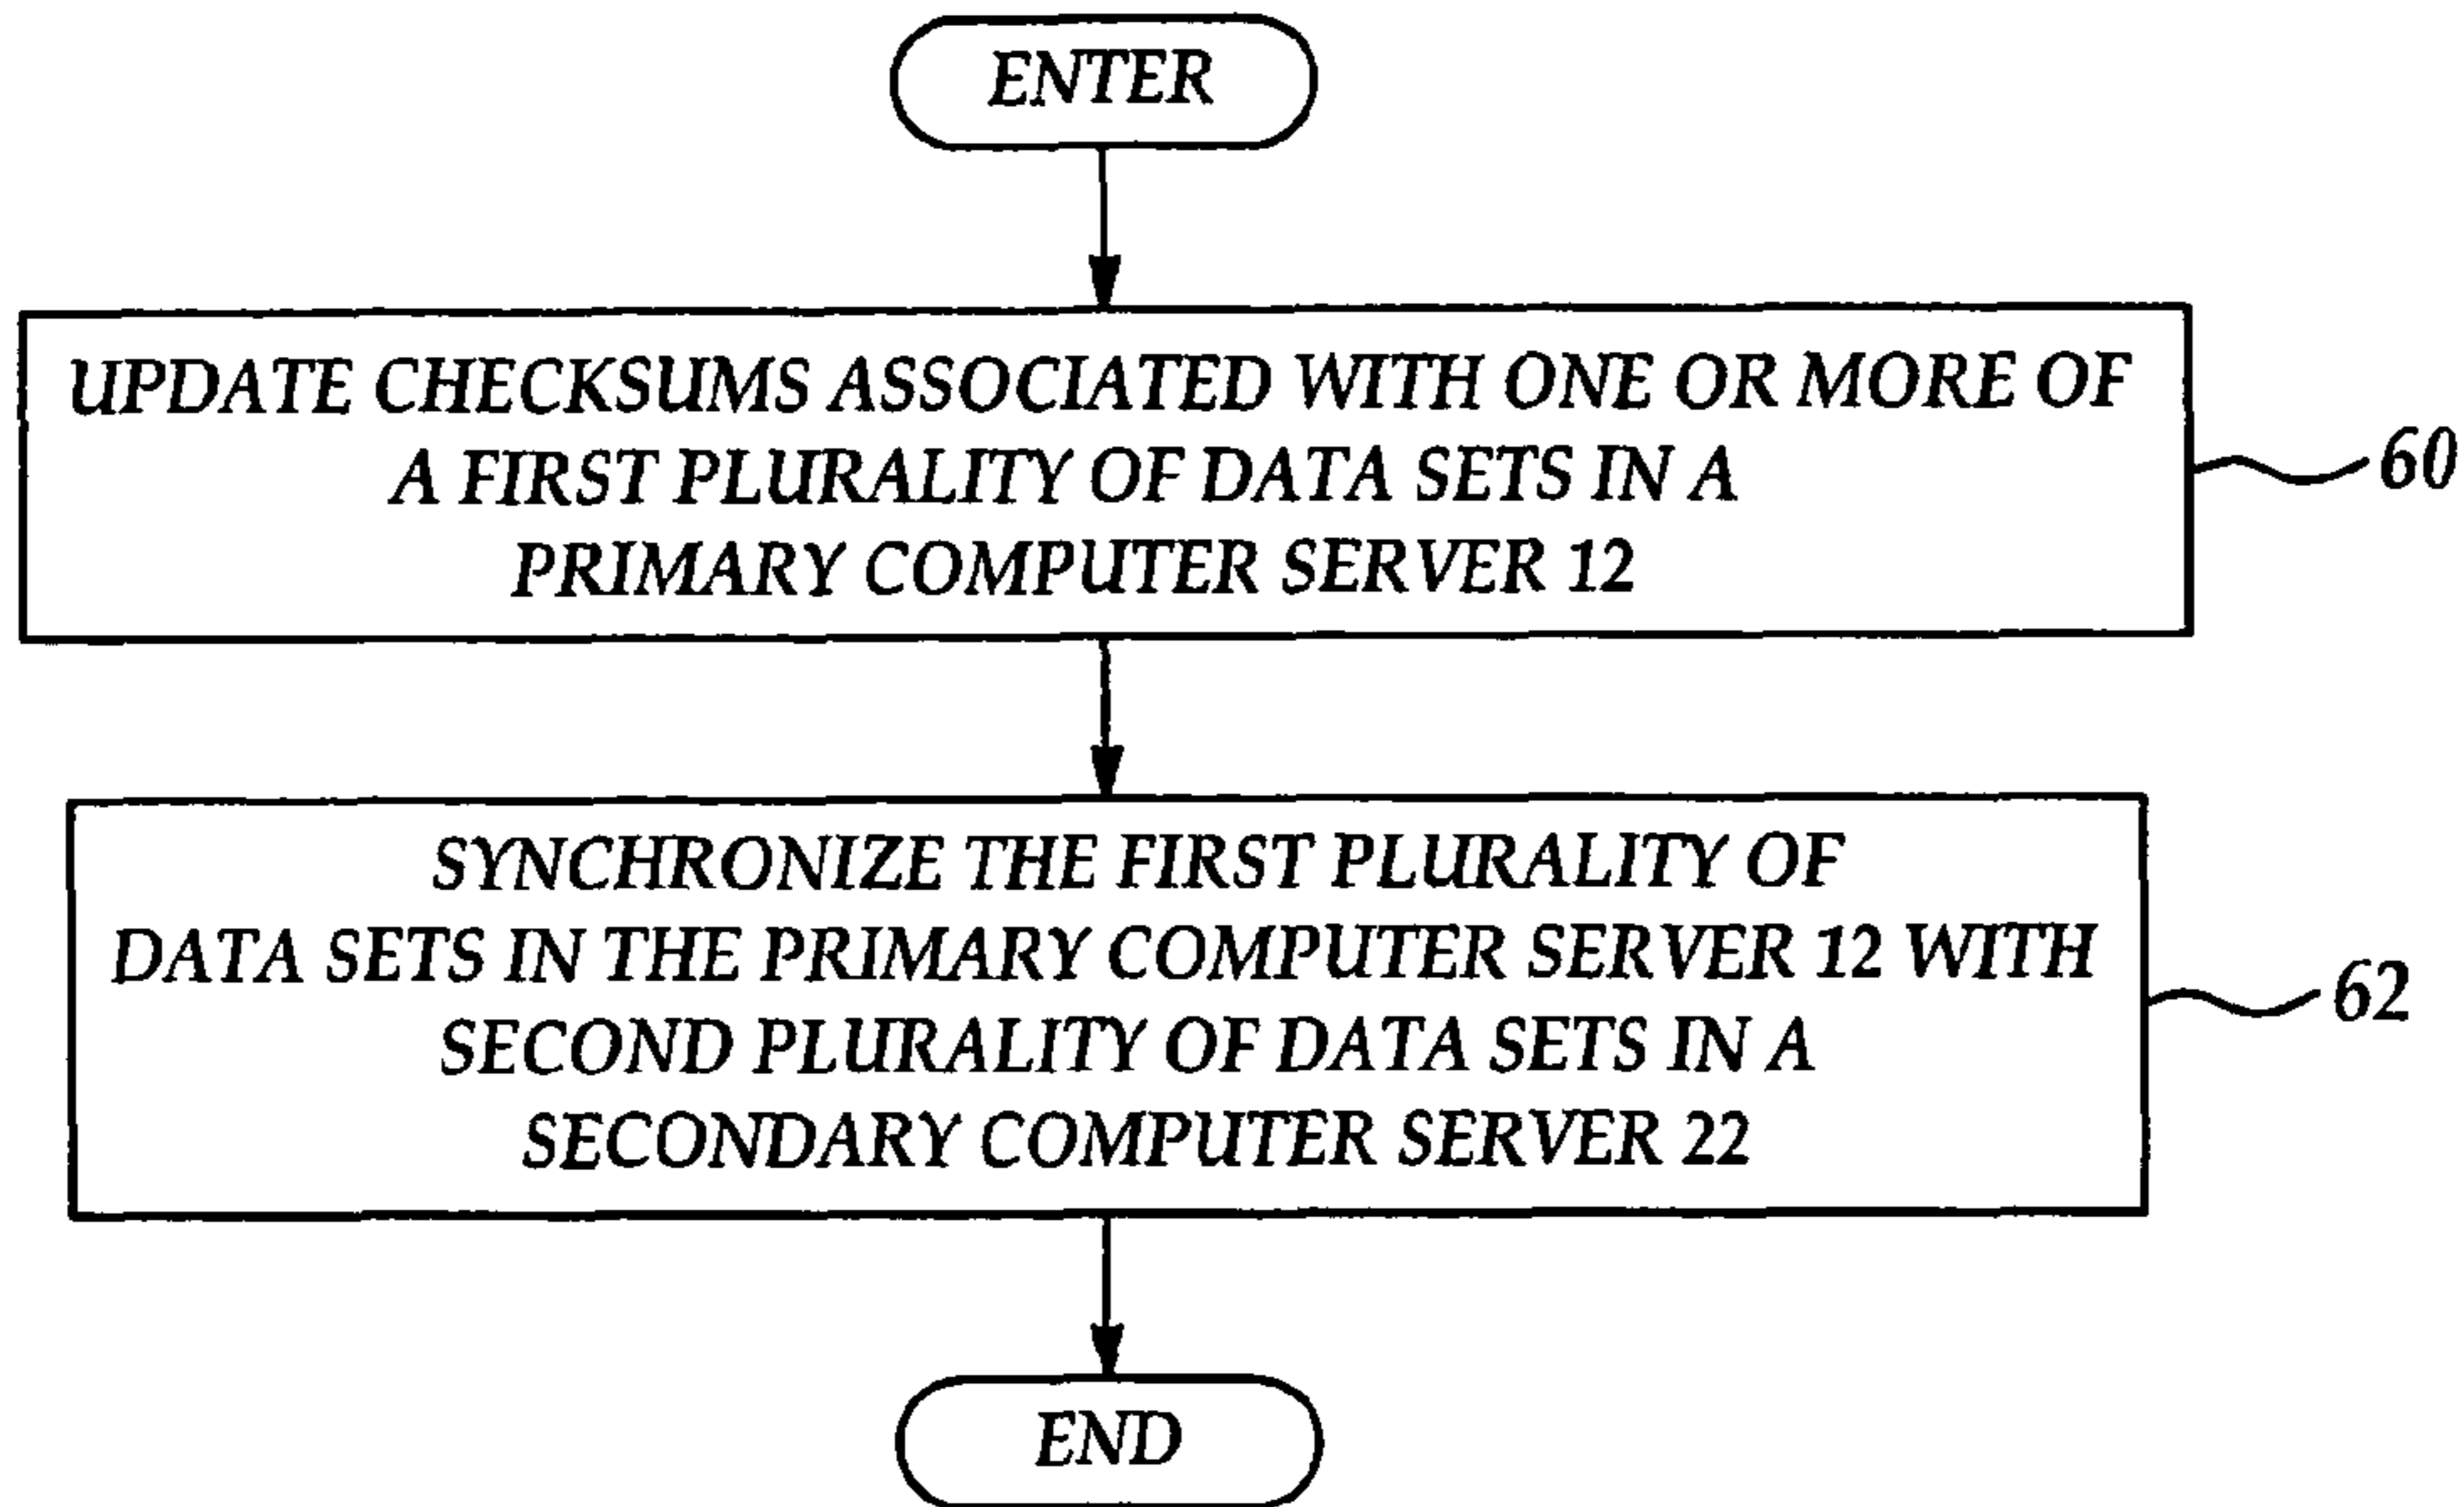 ENTER
UPDATE CHECKSUMS ASSOCIATED WITH ONE OR MORE OF
A FIRST PLURALITY OF DATA SETS IN A
PRIMARY COMPUTER SERVER 12
60
SYNCHRONIZE THE FIRST PLURALITY OF
DATA SETS IN THE PRIMARY COMPUTER SERVER 12 WITH
SECOND PLURALITY OF DATA SETS IN A
SECONDARY COMPUTER SERVER 22
62
END